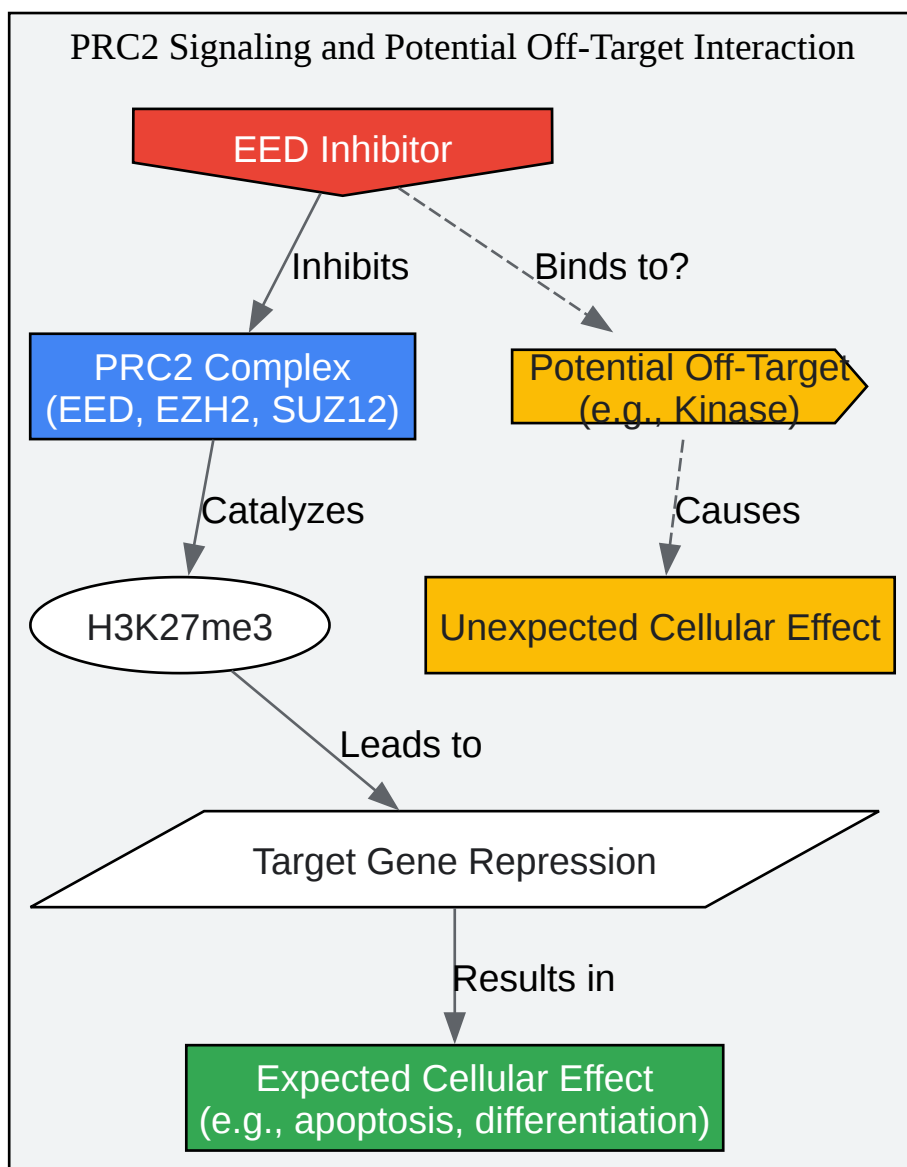 PRC2 Signaling and Potential Off-Target Interaction
EED Inhibitor
Inhibits
Binds to?
PRC2 Complex
(EED, EZH2, SUZ12)
Potential Off-Target
(e.g., Kinase)
Catalyzes
Causes
H3K27me3
Unexpected Cellular Effect
Leads to
Target Gene Repression
Results in
Expected Cellular Effect
(e.g., apoptosis, differentiation)